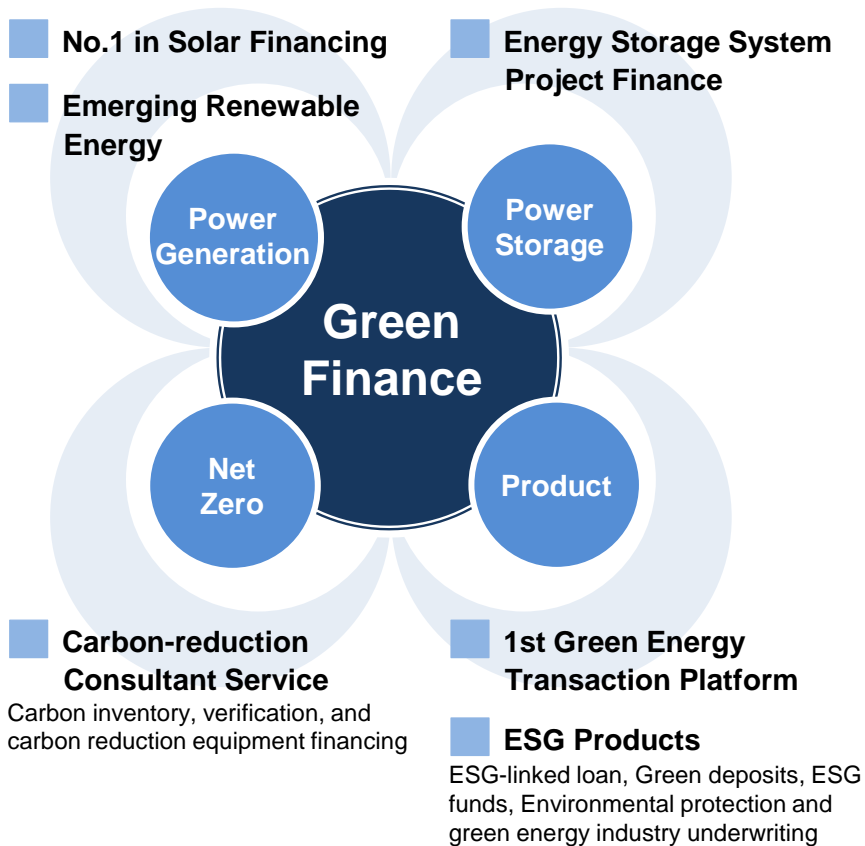 No.1 in Solar Financing
Emerging Renewable
Energy
Energy Storage System
Project Finance
Power
Generation
Power
Storage
Green
Finance
Net
Zero
Product
Carbon-reduction
Consultant Service
Carbon inventory, verification, and
carbon reduction equipment financing
1st Green Energy
Transaction Platform
ESG Products
ESG-linked loan, Green deposits, ESG
funds, Environmental protection and
green energy industry underwriting